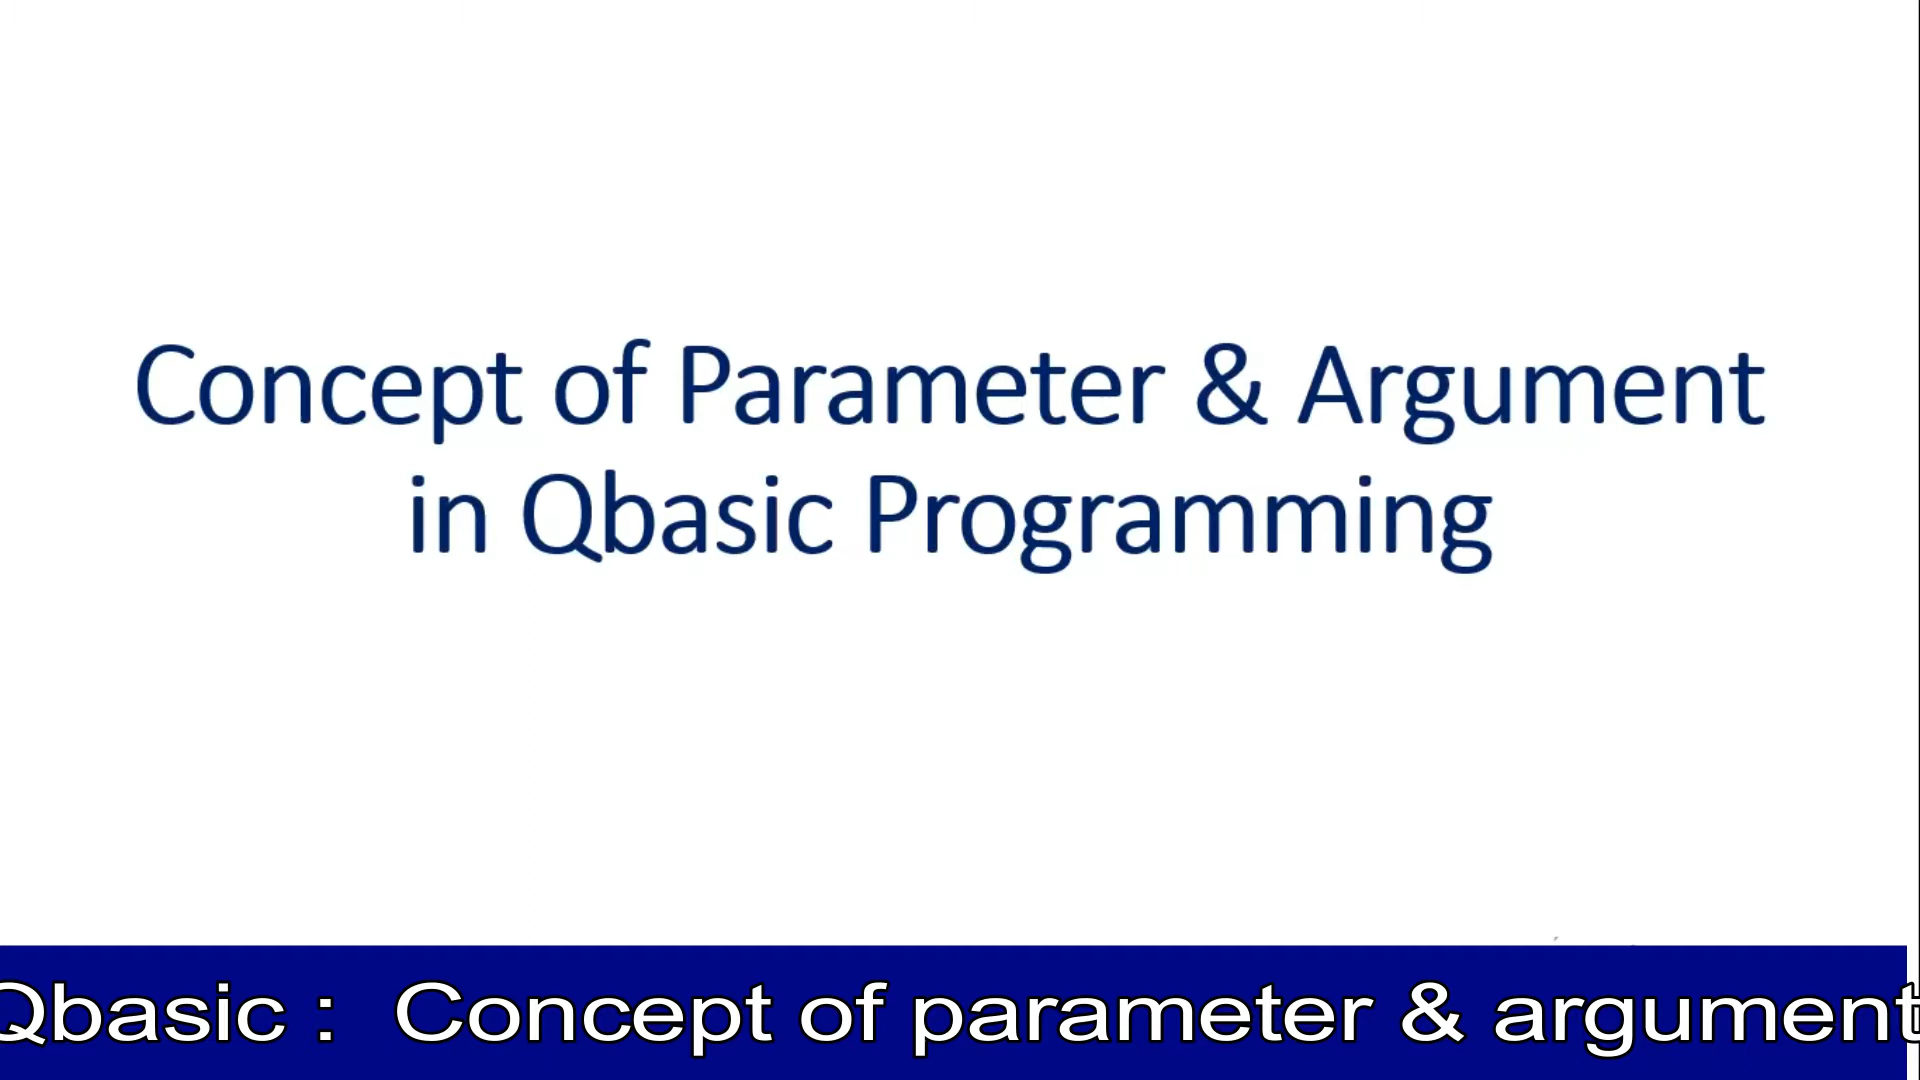 Concept of Parameter & Argument
in Qbasic Programming
Qbasic : Concept of parameter & argument